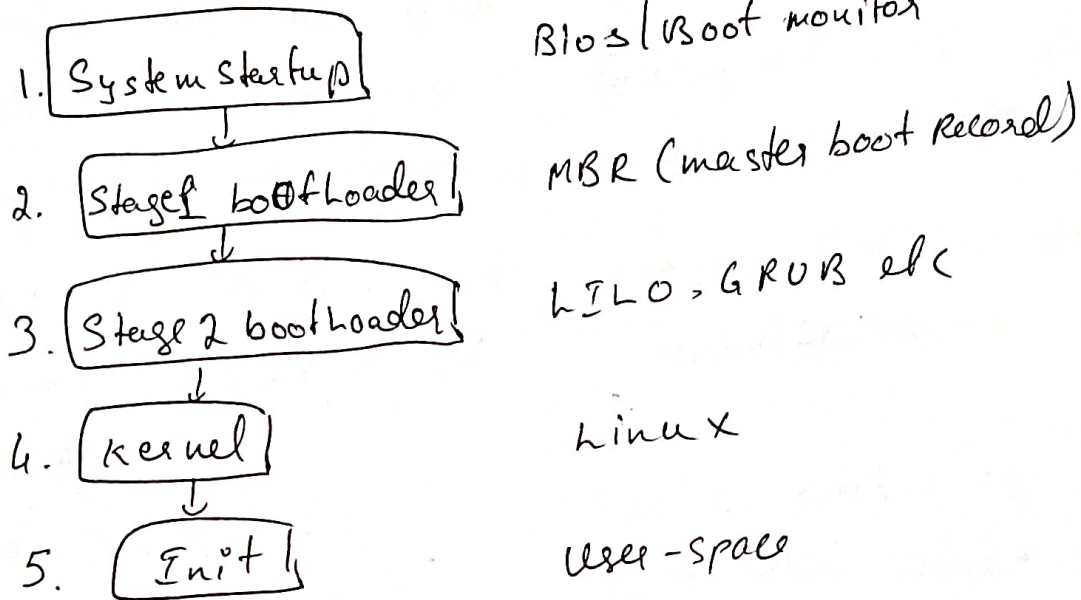 1. System Startup Bios/Boot monitor
2. Stage1 bootLoader MBR (master boot Record)
3. Stage 2 bootLoader LILO, GRUB etc
4. Kernel Linux
5. Init User-space